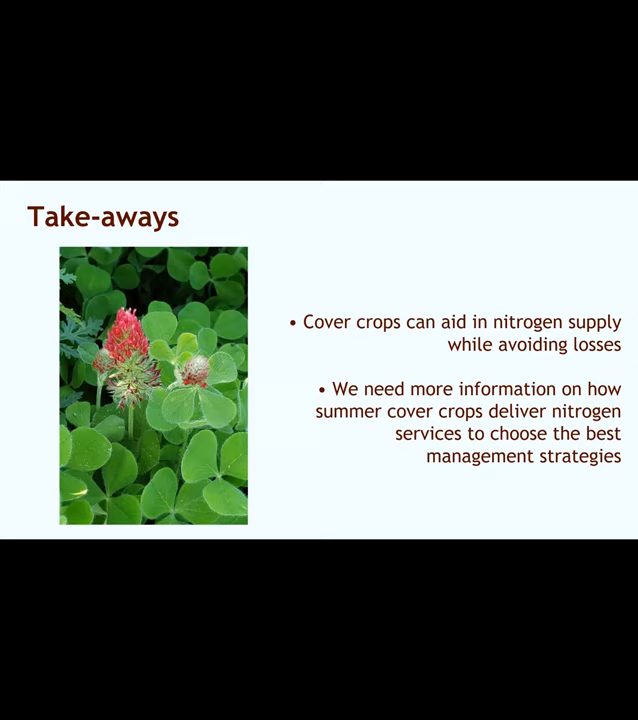 Take-aways
• Cover crops can aid in nitrogen supply
while avoiding losses
• We need more information on how
summer cover crops deliver nitrogen
services to choose the best
management strategies